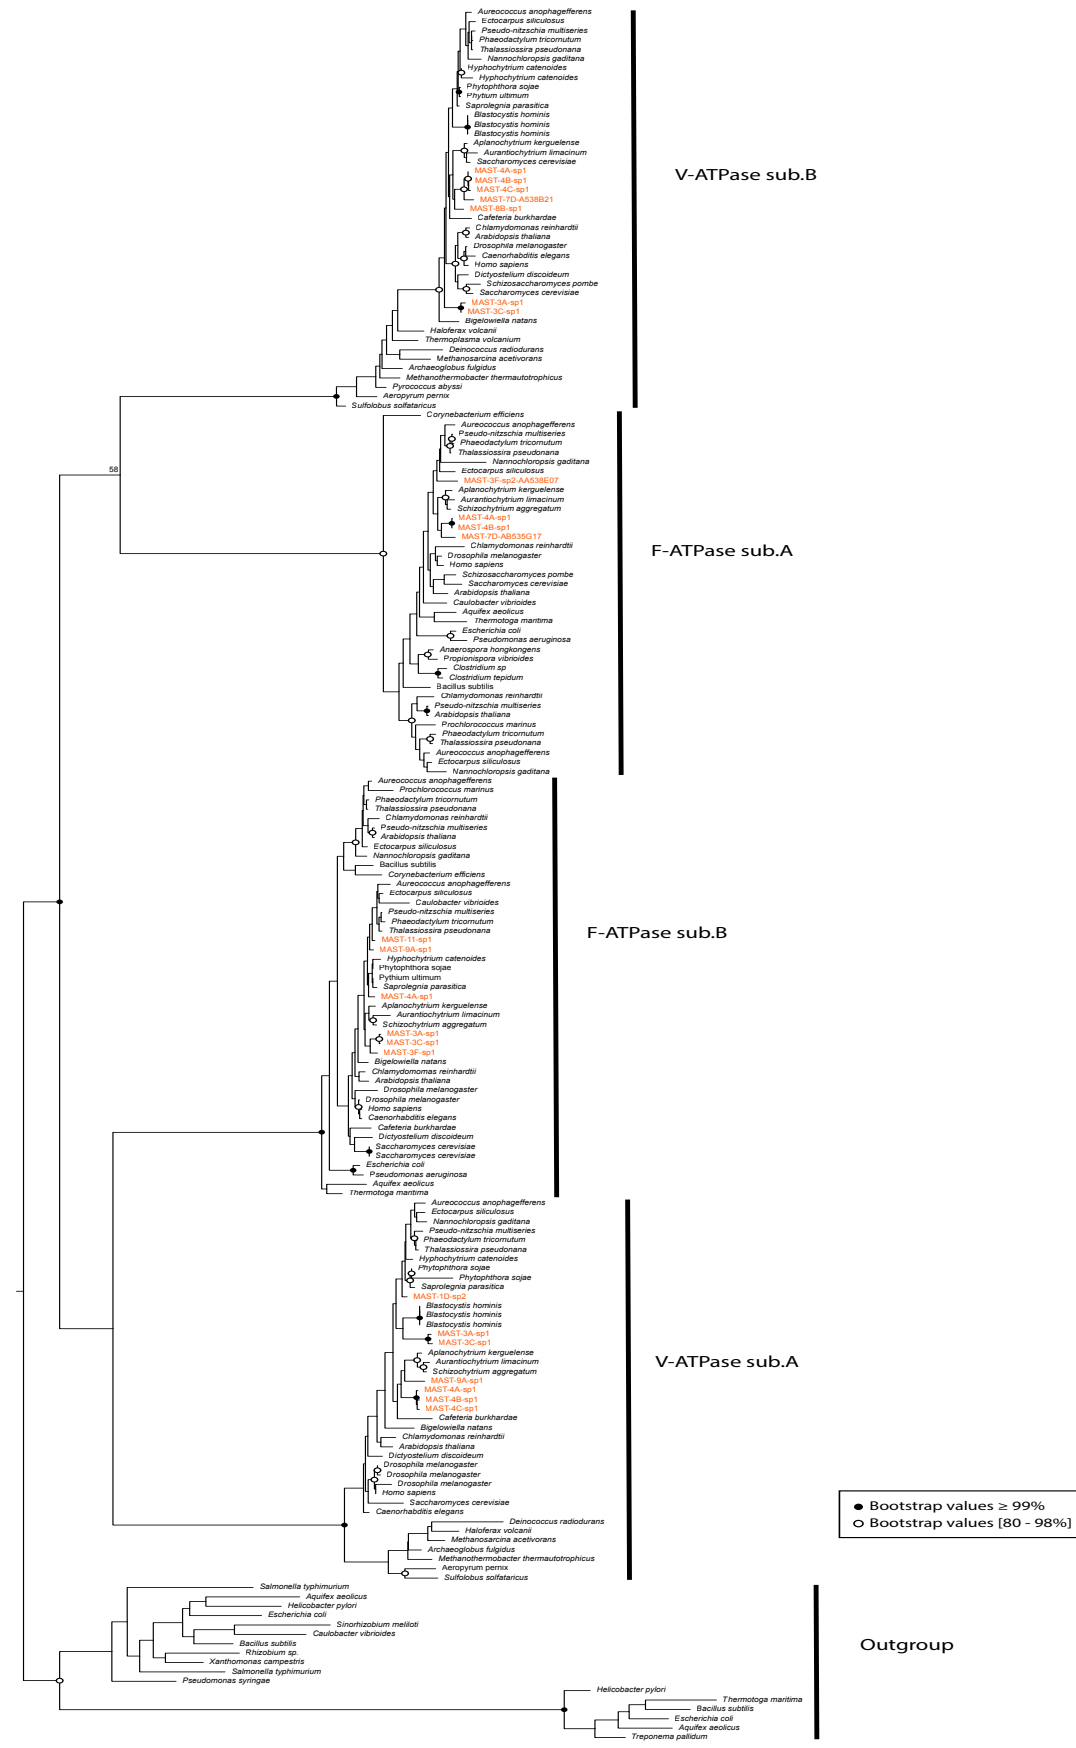 Aureococcus anophagefferens
Ectocarpus siliculosus
Pseudo-nitzschia multiseries
Phaeodactylum tricornutum
Thalassiossira pseudonana
Nannochloropsis gaditana
Hyphochytrium catenoides
Hyphochytrium catenoides
Phytophthora sojae
Phytium ultimum
Saprolegnia parasitica
Blastocystis hominis
Blastocystis hominis
Blastocystis hominis
Aplanochytrium kerguelense
Aurantiochytrium limacinum
Saccharomyces cerevisiae
MAST-4A-sp1
MAST-4B-sp1
MAST-4C-sp1
MAST-7D-A538B21
MAST-8B-sp1
Cafeteria burkhardae
Chlamydomonas reinhardtii
Arabidopsis thaliana
Drosophila melanogaster
Caenorhabditis elegans
Homo sapiens
Dictyostelium discoideum
Schizosaccharomyces pombe
Saccharomyces cerevisiae
MAST-3A-sp1
MAST-3C-sp1
Bigelowiella natans
Haloferax volcanii
Thermoplasma volcanium
Deinococcus radiodurans
Methanosarcina acetivorans
Archaeoglobus fulgidus
Methanothermobacter thermautotrophicus
Pyrococcus abyssi
Aeropyrum pernix
Sulfolobus solfataricus
V-ATPase sub.B
Corynebacterium efficiens
Aureococcus anophagefferens
Pseudo-nitzschia multiseries
Phaeodactylum tricornutum
Thalassiossira pseudonana
Nannochloropsis gaditana
Ectocarpus siliculosus
MAST-3F-sp2-AA538E07
Aplanochytrium kerguelense
Aurantiochytrium limacinum
Schizochytrium aggregatum
MAST-4A-sp1
MAST-4B-sp1
MAST-7D-AB535G17
Chlamydomonas reinhardtii
Drosophila melanogaster
Homo sapiens
Schizosaccharomyces pombe
Saccharomyces cerevisiae
Arabidopsis thaliana
Caulobacter vibrioides
Aquifex aeolicus
Thermotoga maritima
Escherichia coli
Pseudomonas aeruginosa
Anaerospora hongkongens
Propionispora vibrioides
Clostridium sp
Clostridium tepidum
Bacillus subtilis
Chlamydomonas reinhardtii
Pseudo-nitzschia multiseries
Arabidopsis thaliana
Prochlorococcus marinus
Phaeodactylum tricornutum
Thalassiossira pseudonana
Aureococcus anophagefferens
Ectocarpus siliculosus
Nannochloropsis gaditana
58
F-ATPase sub.A
Aureococcus anophagefferens
Prochlorococcus marinus
Phaeodactylum tricornutum
Thalassiossira pseudonana
Chlamydomonas reinhardtii
Pseudo-nitzschia multiseries
Arabidopsis thaliana
Ectocarpus siliculosus
Nannochloropsis gaditana
Bacillus subtilis
Corynebacterium efficiens
Aureococcus anophagefferens
Ectocarpus siliculosus
Caulobacter vibrioides
Pseudo-nitzschia multiseries
Phaeodactylum tricornutum
Thalassiossira pseudonana
MAST-11-sp1
MAST-9A-sp1
Hyphochytrium catenoides
Phytophthora sojae
Pythium ultimum
Saprolegnia parasitica
MAST-4A-sp1
Aplanochytrium kerguelense
Aurantiochytrium limacinum
Schizochytrium aggregatum
MAST-3A-sp1
MAST-3C-sp1
MAST-3F-sp1
Bigelowiella natans
Chlamydomomas reinhardtii
Arabidopsis thaliana
Drosophila melanogaster
Drosophila melanogaster
Homo sapiens
Caenorhabditis elegans
Cafeteria burkhardae
Dictyostelium discoideum
Saccharomyces cerevisiae
Saccharomyces cerevisiae
Escherichia coli
Pseudomonas aeruginosa
Aquifex aeolicus
Thermotoga maritima
F-ATPase sub.B
Aureococcus anophagefferens
Ectocarpus siliculosus
Nannochloropsis gaditana
Pseudo-nitzschia multiseries
Phaeodactylum tricornutum
Thalassiossira pseudonana
Hyphochytrium catenoides
Phytophthora sojae
Phytophthora sojae
Saprolegnia parasitica
MAST-1D-sp2
Blastocystis hominis
Blastocystis hominis
Blastocystis hominis
MAST-3A-sp1
MAST-3C-sp1
Aplanochytrium kerguelense
Aurantiochytrium limacinum
Schizochytrium aggregatum
MAST-9A-sp1
MAST-4A-sp1
MAST-4B-sp1
MAST-4C-sp1
Cafeteria burkhardae
Bigelowiella natans
Chlamydomonas reinhardtii
Arabidopsis thaliana
Dictyostelium discoideum
Drosophila melanogaster
Drosophila melanogaster
Drosophila melanogaster
Homo sapiens
Saccharomyces cerevisiae
Caenorhabditis elegans
Deinococcus radiodurans
Haloferax volcanii
Methanosarcina acetivorans
Archaeoglobus fulgidus
Methanothermobacter thermautotrophicus
Aeropyrum pernix
Sulfolobus solfataricus
V-ATPase sub.A
Bootstrap values ≥ 99%
Bootstrap values [80 - 98%]
Salmonella typhimurium
Aquifex aeolicus
Helicobacter pylori
Escherichia coli
Sinorhizobium meliloti
Caulobacter vibrioides
Bacillus subtilis
Rhizobium sp.
Xanthomonas campestris
Salmonella typhimurium
Pseudomonas syringae
Helicobacter pylori
Thermotoga maritima
Bacillus subtilis
Escherichia coli
Aquifex aeolicus
Treponema pallidum
Outgroup